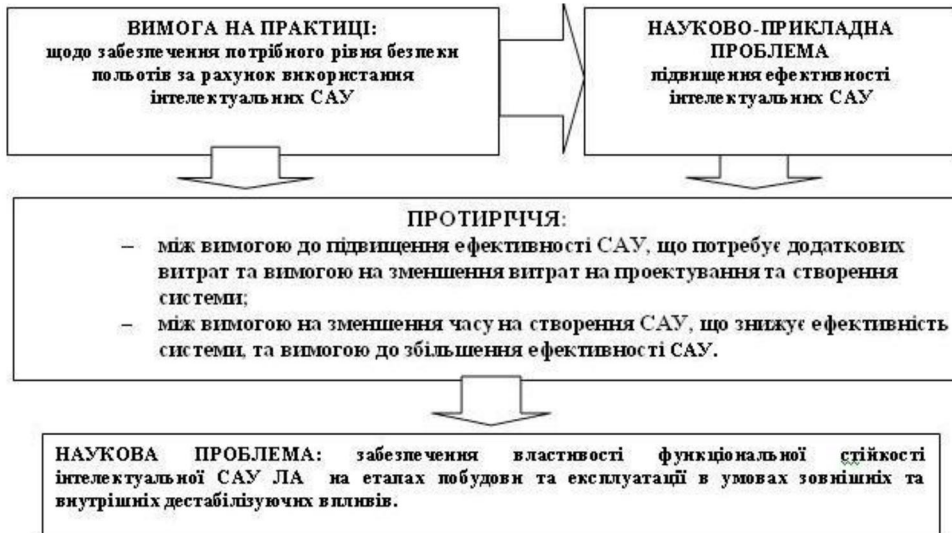 ВИМОГА НА ПРАКТИЦІ:
щодо забезпечення потрібного рівня безпеки
польотів за рахунок використання
інтелектуальних САУ
НАУКОВО-ПРИКЛАДНА
ПРОБЛЕМА
підвищення ефективності
інтелектуальних САУ
ПРОТИРІЧЧЯ:
– між вимогою до підвищення ефективності САУ, що потребує додаткових
витрат та вимогою на зменшення витрат на проектування та створення
системи;
– між вимогою на зменшення часу на створення САУ, що знижує ефективність
системи, та вимогою до збільшення ефективності САУ.
НАУКОВА ПРОБЛЕМА: забезпечення властивості функціональної стійкості
інтелектуальної САУ ЛА на етапах побудови та експлуатації в умовах зовнішніх та
внутрішніх дестабілізуючих впливів.